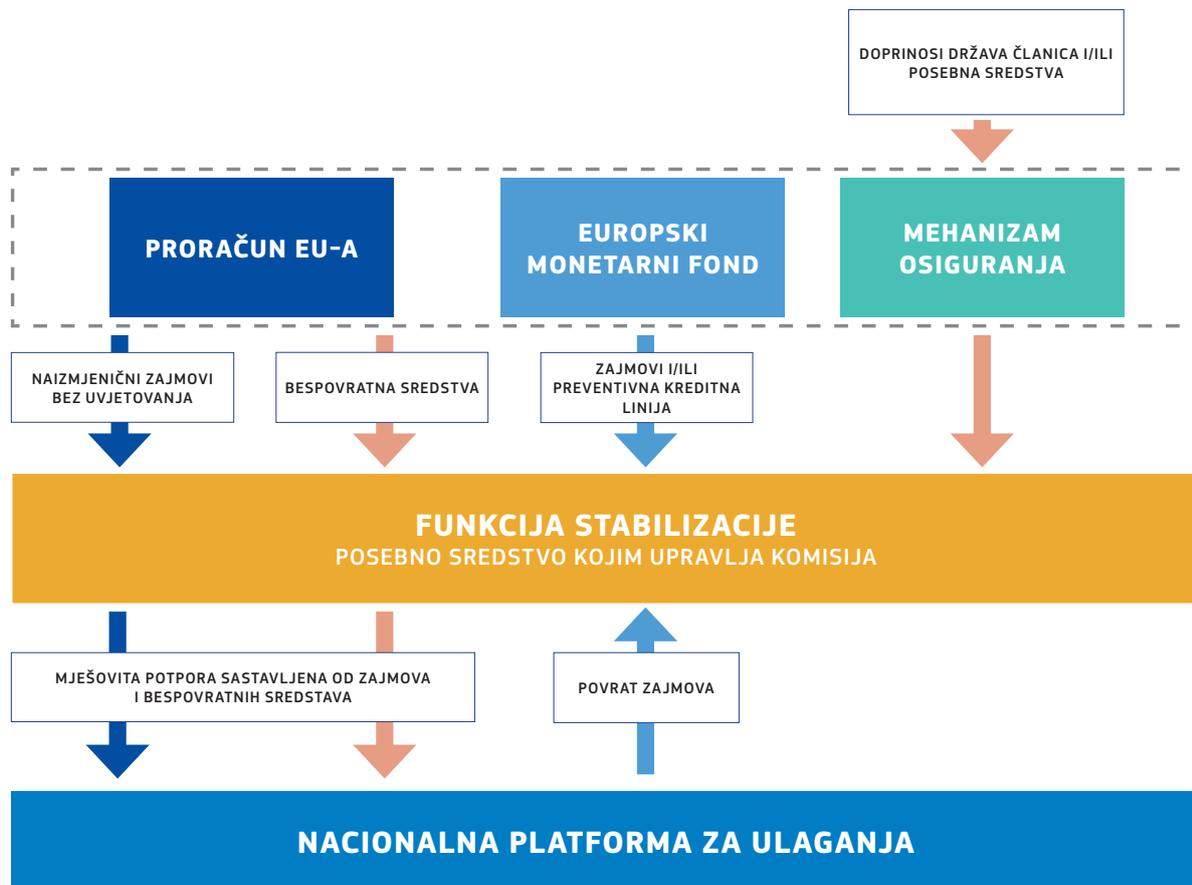 DOPRINOSI DRŽAVA ČLANICA I/ILI
POSEBNA SREDSTVA
PRORAČUN EU-A
EUROPSKI
MONETARNI FOND
MEHANIZAM
OSIGURANJA
NAIZMJENIČNI ZAJMOVI
BEZ UVJETOVANJA
BESPOVRATNA SREDSTVA
ZAJMOVI I/ILI
PREVENTIVNA KREDITNA
LINIJA
FUNKCIJA STABILIZACIJE
POSEBNO SREDSTVO KOJIM UPRAVLJA KOMISIJA
MJEŠOVITA POTPORA SASTAVLJENA OD ZAJMOVA
I BESPOVRATNIH SREDSTAVA
POVRAT ZAJMOVA
NACIONALNA PLATFORMA ZA ULAGANJA